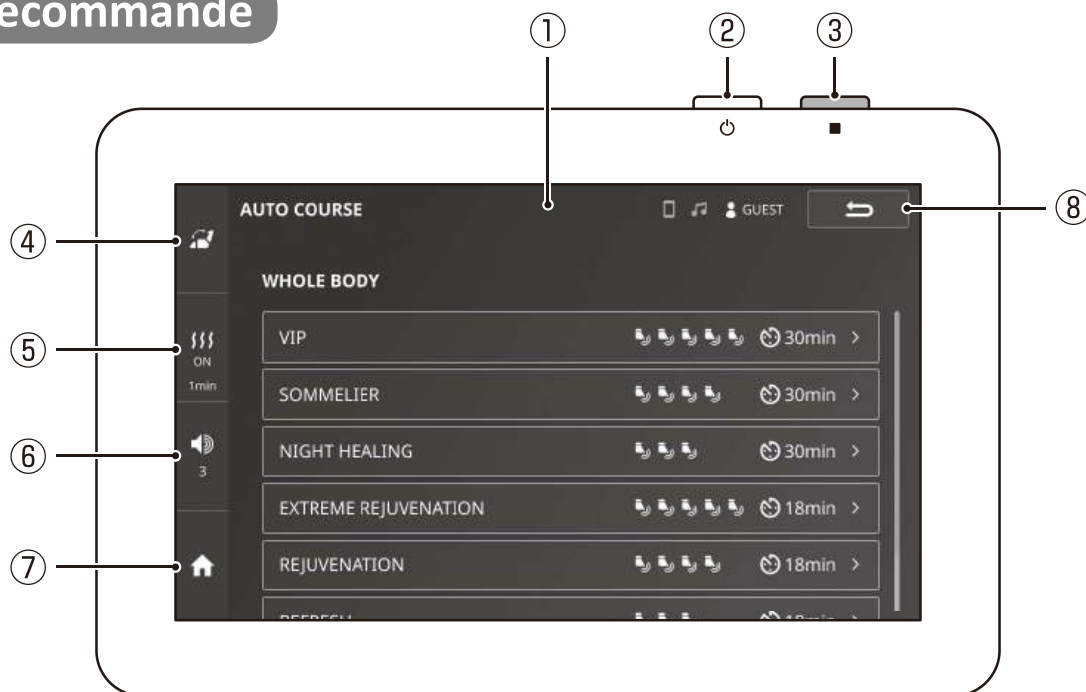 ecommande
① ② ③
AUTO COURSE GUEST
④
WHOLE BODY
⑤ ON 1min
VIP 30min >
SOMMELIER 30min >
⑥ 3
NIGHT HEALING 30min >
EXTREME REJUVENATION 18min >
⑦
REJUVENATION 18min >
⑧